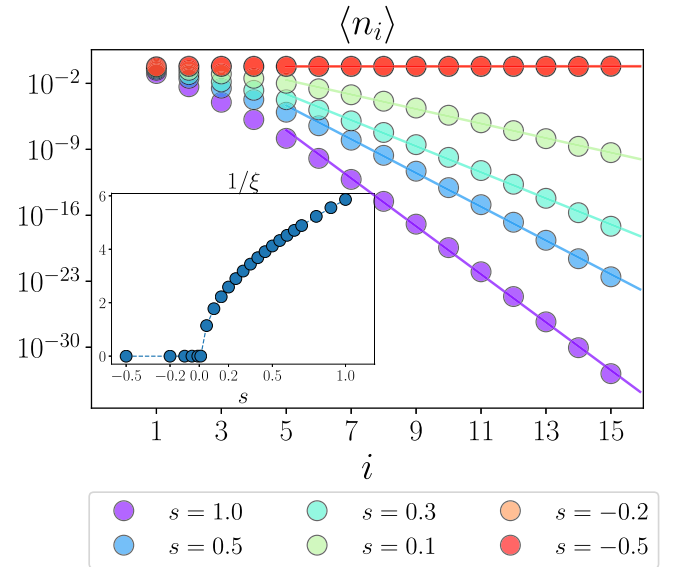 ⟨n_i⟩
10^{-2}
10^{-9}
10^{-16}
10^{-23}
10^{-30}
1/ξ
6
4
2
0
−0.5 −0.2 0.0 0.2 0.5 1.0
s
1 3 5 7 9 11 13 15
i
s = 1.0 s = 0.3 s = −0.2
s = 0.5 s = 0.1 s = −0.5